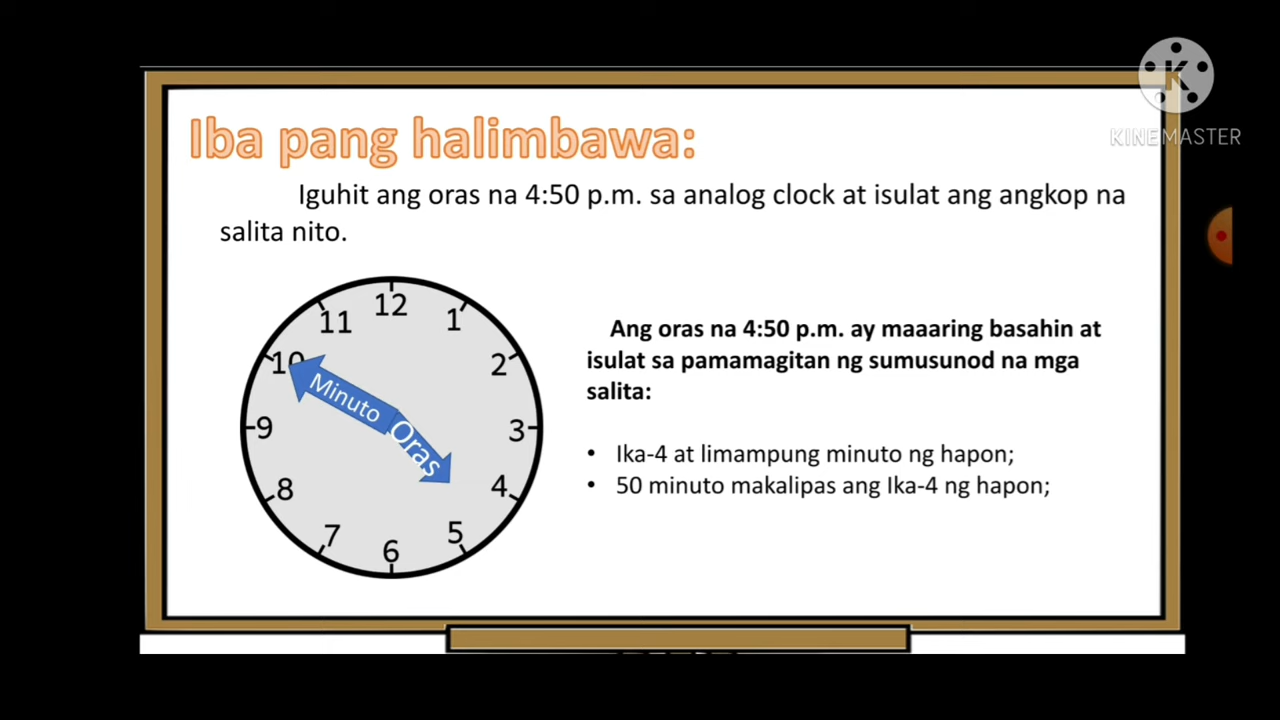 KINEMASTER
Iba pang halimbawa:
Iguhit ang oras na 4:50 p.m. sa analog clock at isulat ang angkop na
salita nito.
12
11
1
10
2
Minuto
9
Oras
3
8
4
7
5
6
Ang oras na 4:50 p.m. ay maaaring basahin at
isulat sa pamamagitan ng sumusunod na mga
salita:
• Ika-4 at limampung minuto ng hapon;
• 50 minuto makalipas ang Ika-4 ng hapon;